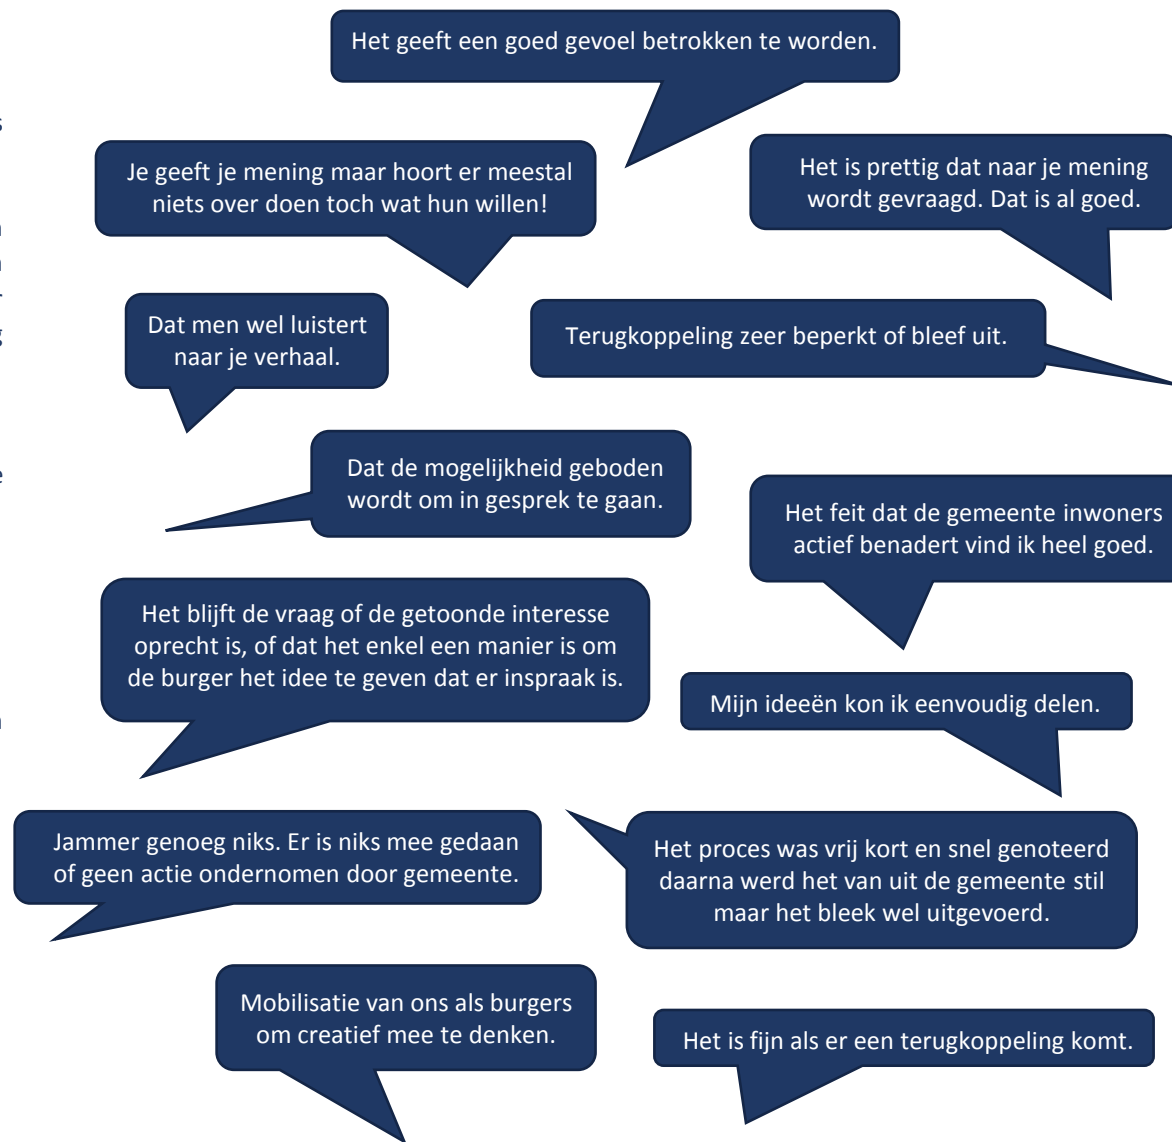 Het geeft een goed gevoel betrokken te worden.
Je geeft je mening maar hoort er meestal
niets over doen toch wat hun willen!
Het is prettig dat naar je mening
wordt gevraagd. Dat is al goed.
Dat men wel luistert
naar je verhaal.
Terugkoppeling zeer beperkt of bleef uit.
Dat de mogelijkheid geboden
wordt om in gesprek te gaan.
Het feit dat de gemeente inwoners
actief benadert vind ik heel goed.
Het blijft de vraag of de getoonde interesse
oprecht is, of dat het enkel een manier is om
de burger het idee te geven dat er inspraak is.
Mijn ideeën kon ik eenvoudig delen.
Jammer genoeg niks. Er is niks mee gedaan
of geen actie ondernomen door gemeente.
Het proces was vrij kort en snel genoteerd
daarna werd het van uit de gemeente stil
maar het bleek wel uitgevoerd.
Mobilisatie van ons als burgers
om creatief mee te denken.
Het is fijn als er een terugkoppeling komt.